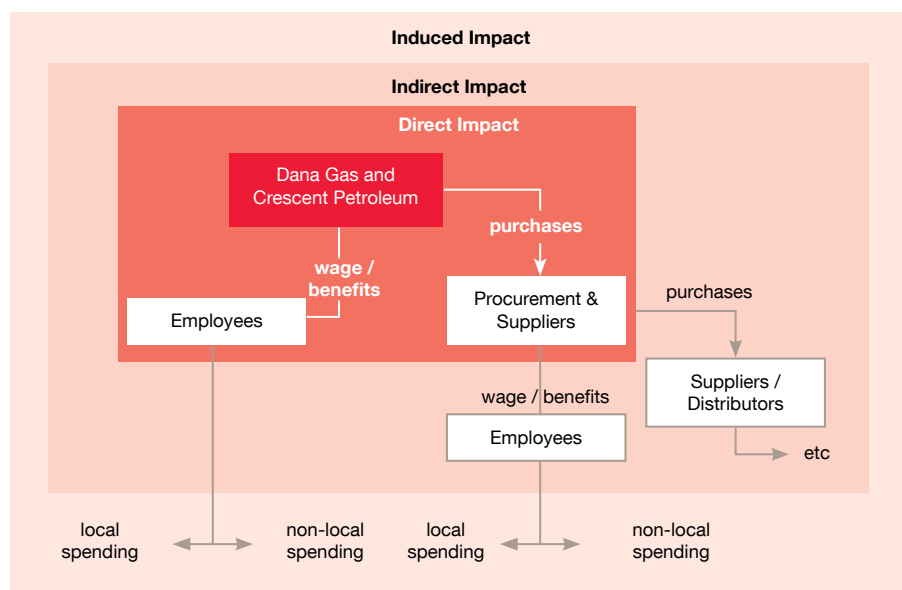 Induced Impact
Indirect Impact
Direct Impact
Dana Gas and
Crescent Petroleum
purchases
wage /
benefits
Employees
Procurement &
Suppliers
purchases
Suppliers /
Distributors
wage / benefits
Employees
etc
local
spending
non-local
spending
local
spending
non-local
spending